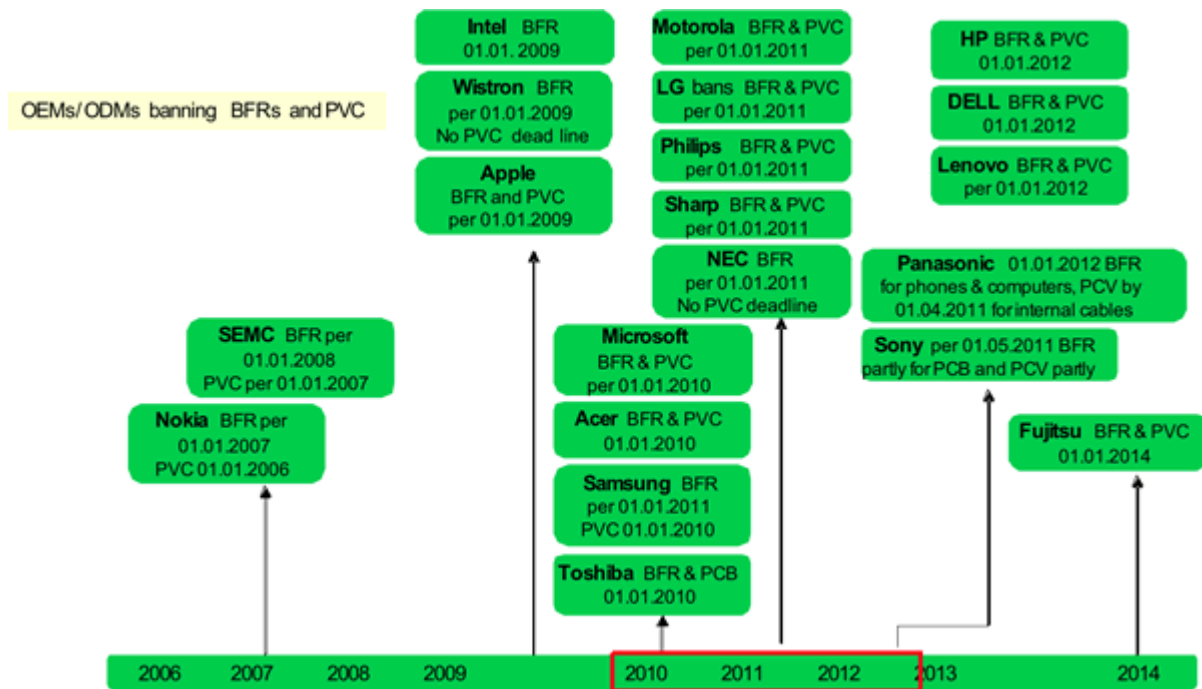 OEMs/ODMs banning BFRs and PVC
Intel BFR
01.01. 2009
Wistron BFR
per 01.01.2009
No PVC dead line
Apple
BFR and PVC
per 01.01.2009
Motorola BFR & PVC
per 01.01.2011
LG bans BFR & PVC
per 01.01.2011
Philips BFR & PVC
per 01.01.2011
Sharp BFR & PVC
per 01.01.2011
NEC BFR
per 01.01.2011
No PVC deadline
HP BFR & PVC
01.01.2012
DELL BFR & PVC
01.01.2012
Lenovo BFR & PVC
per 01.01.2012
Panasonic 01.01.2012 BFR
for phones & computers, PCV by
01.04.2011 for internal cables
Sony per 01.05.2011 BFR
partly for PCB and PCV partly
SEMC BFR per
01.01.2008
PVC per 01.01.2007
Nokia BFR per
01.01.2007
PVC 01.01.2006
Microsoft
BFR & PVC
per 01.01.2010
Acer BFR & PVC
01.01.2010
Samsung BFR
per 01.01.2011
PVC 01.01.2010
Toshiba BFR & PCB
01.01.2010
Fujitsu BFR & PVC
01.01.2014
2006 2007 2008 2009 2010 2011 2012 2013 2014